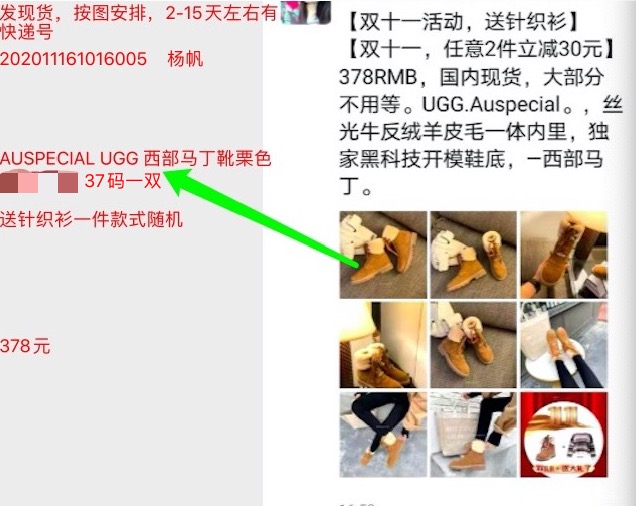 发现货，按图安排，2-15天左右有
快递号
202011161016005 杨帆
AUSPECIAL UGG 西部马丁靴栗色
37码一双
送针织衫一件款式随机
378元
【双十一活动，送针织衫】
【双十一，任意2件立减30元】
378RMB，国内现货，大部分
不用等。UGG.Auspecial。，丝
光牛反绒羊皮毛一体内里，独
家黑科技开模鞋底，—西部马
丁。